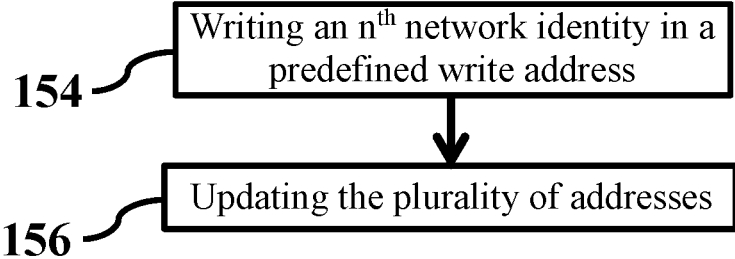 Writing an nth network identity in a
predefined write address
154
Updating the plurality of addresses
156